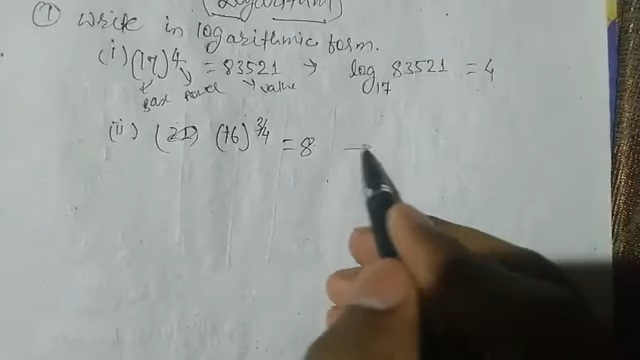 (Logarithm)
① Write in logarithmic form.
(i) (17)⁴ = 83521 → log₁₇ 83521 = 4
base power → value
(ii) (16)^3/4 = 8 —